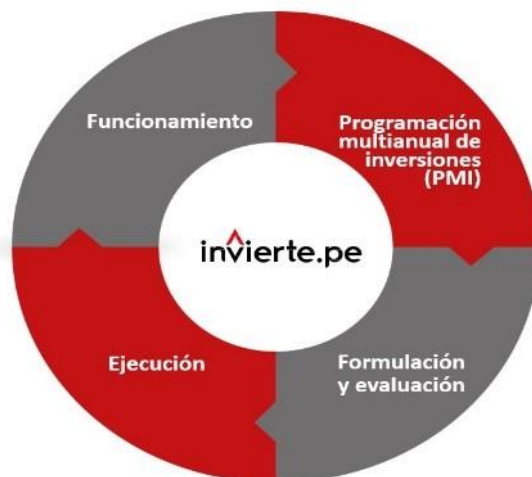 Funcionamiento
Programación
multianual de
inversiones
(PMI)
invierte.pe
Ejecución
Formulación
y evaluación